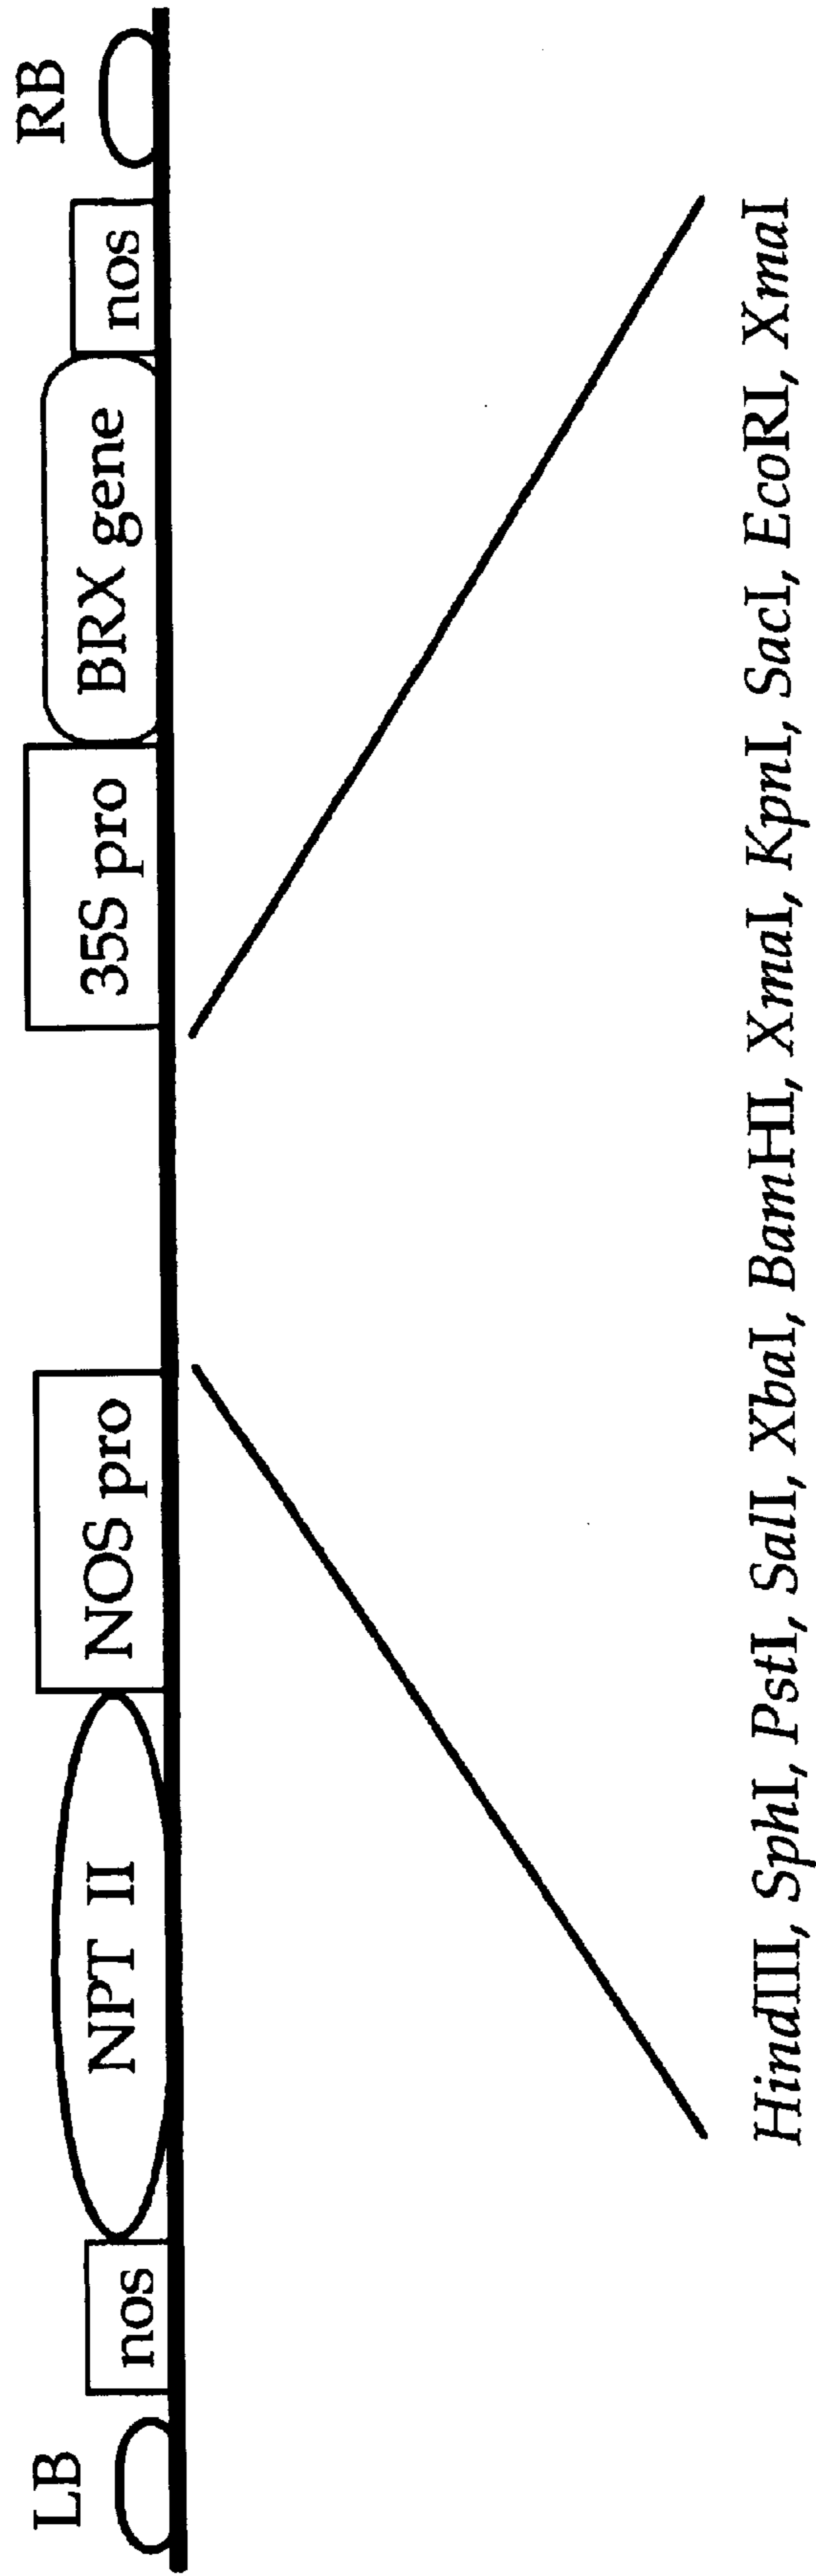 LB
RB
nos
NPT II
NOS pro
35S pro
BRX gene
nos
HindIII, SphI, PstI, SalI, XbaI, BamHI, XmaI, KpnI, SacI, EcoRI, XmaI